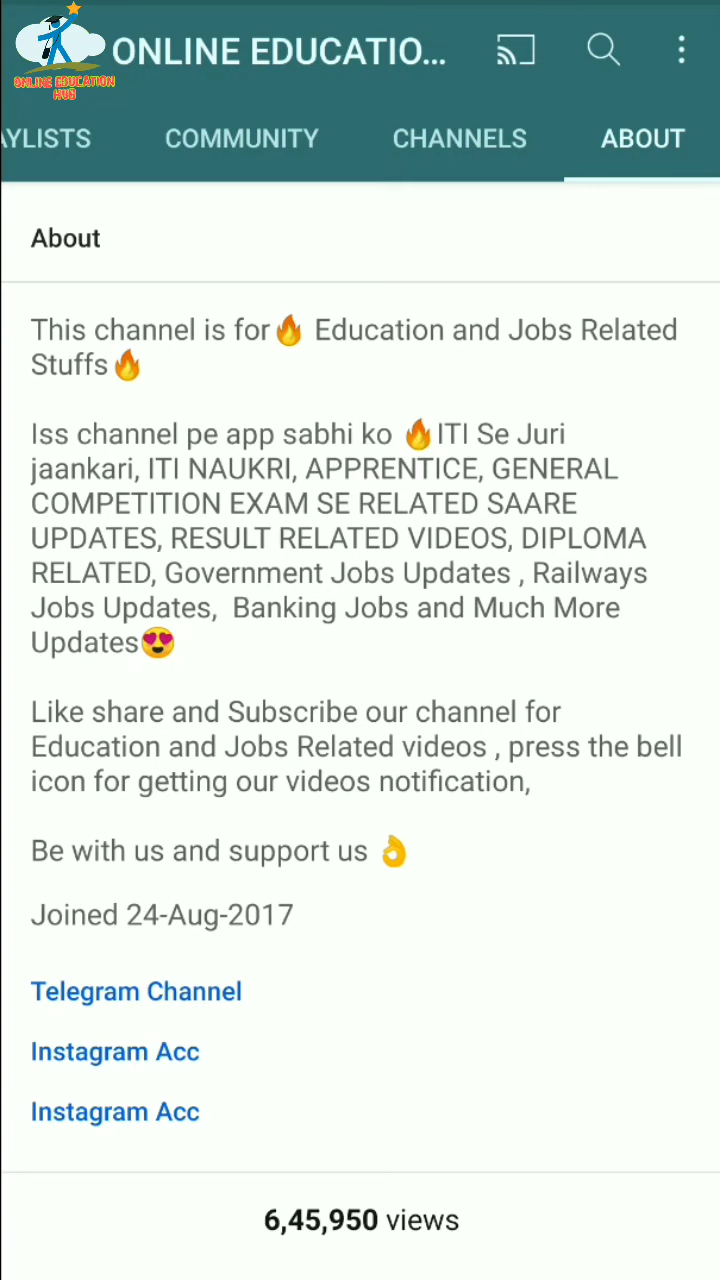 ONLINE EDUCATIO...
ONLINE EDUCATION
HUB
AYLISTS COMMUNITY CHANNELS ABOUT
About
This channel is for🔥 Education and Jobs Related
Stuffs🔥
Iss channel pe app sabhi ko 🔥ITI Se Juri
jaankari, ITI NAUKRI, APPRENTICE, GENERAL
COMPETITION EXAM SE RELATED SAARE
UPDATES, RESULT RELATED VIDEOS, DIPLOMA
RELATED, Government Jobs Updates , Railways
Jobs Updates,  Banking Jobs and Much More
Updates😍
Like share and Subscribe our channel for
Education and Jobs Related videos , press the bell
icon for getting our videos notification,
Be with us and support us 👌
Joined 24-Aug-2017
Telegram Channel
Instagram Acc
Instagram Acc
6,45,950 views